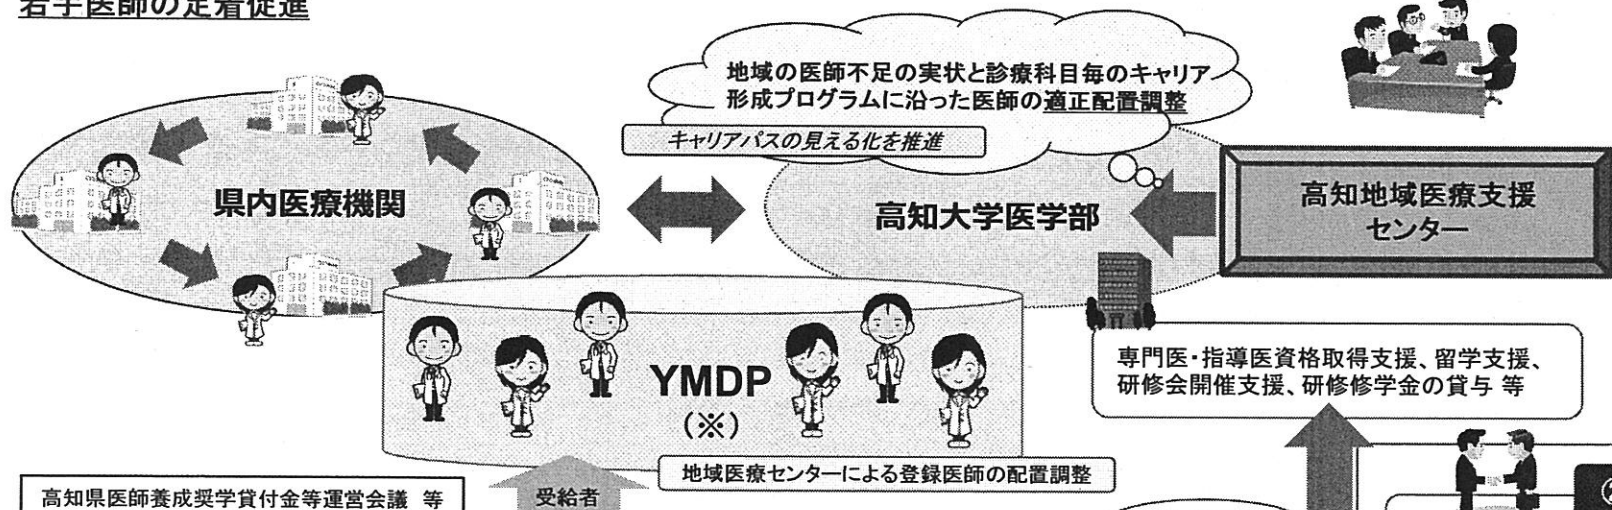 若手医師の定着促進
地域の医師不足の実状と診療科目毎のキャリア
形成プログラムに沿った医師の適正配置調整
キャリアパスの見える化を推進
県内医療機関
高知大学医学部
高知地域医療支援
センター
YMDP
(※)
専門医・指導医資格取得支援、留学支援、
研修会開催支援、研修修学金の貸与 等
地域医療センターによる登録医師の配置調整
高知県医師養成奨学貸付金等運営会議 等
受給者